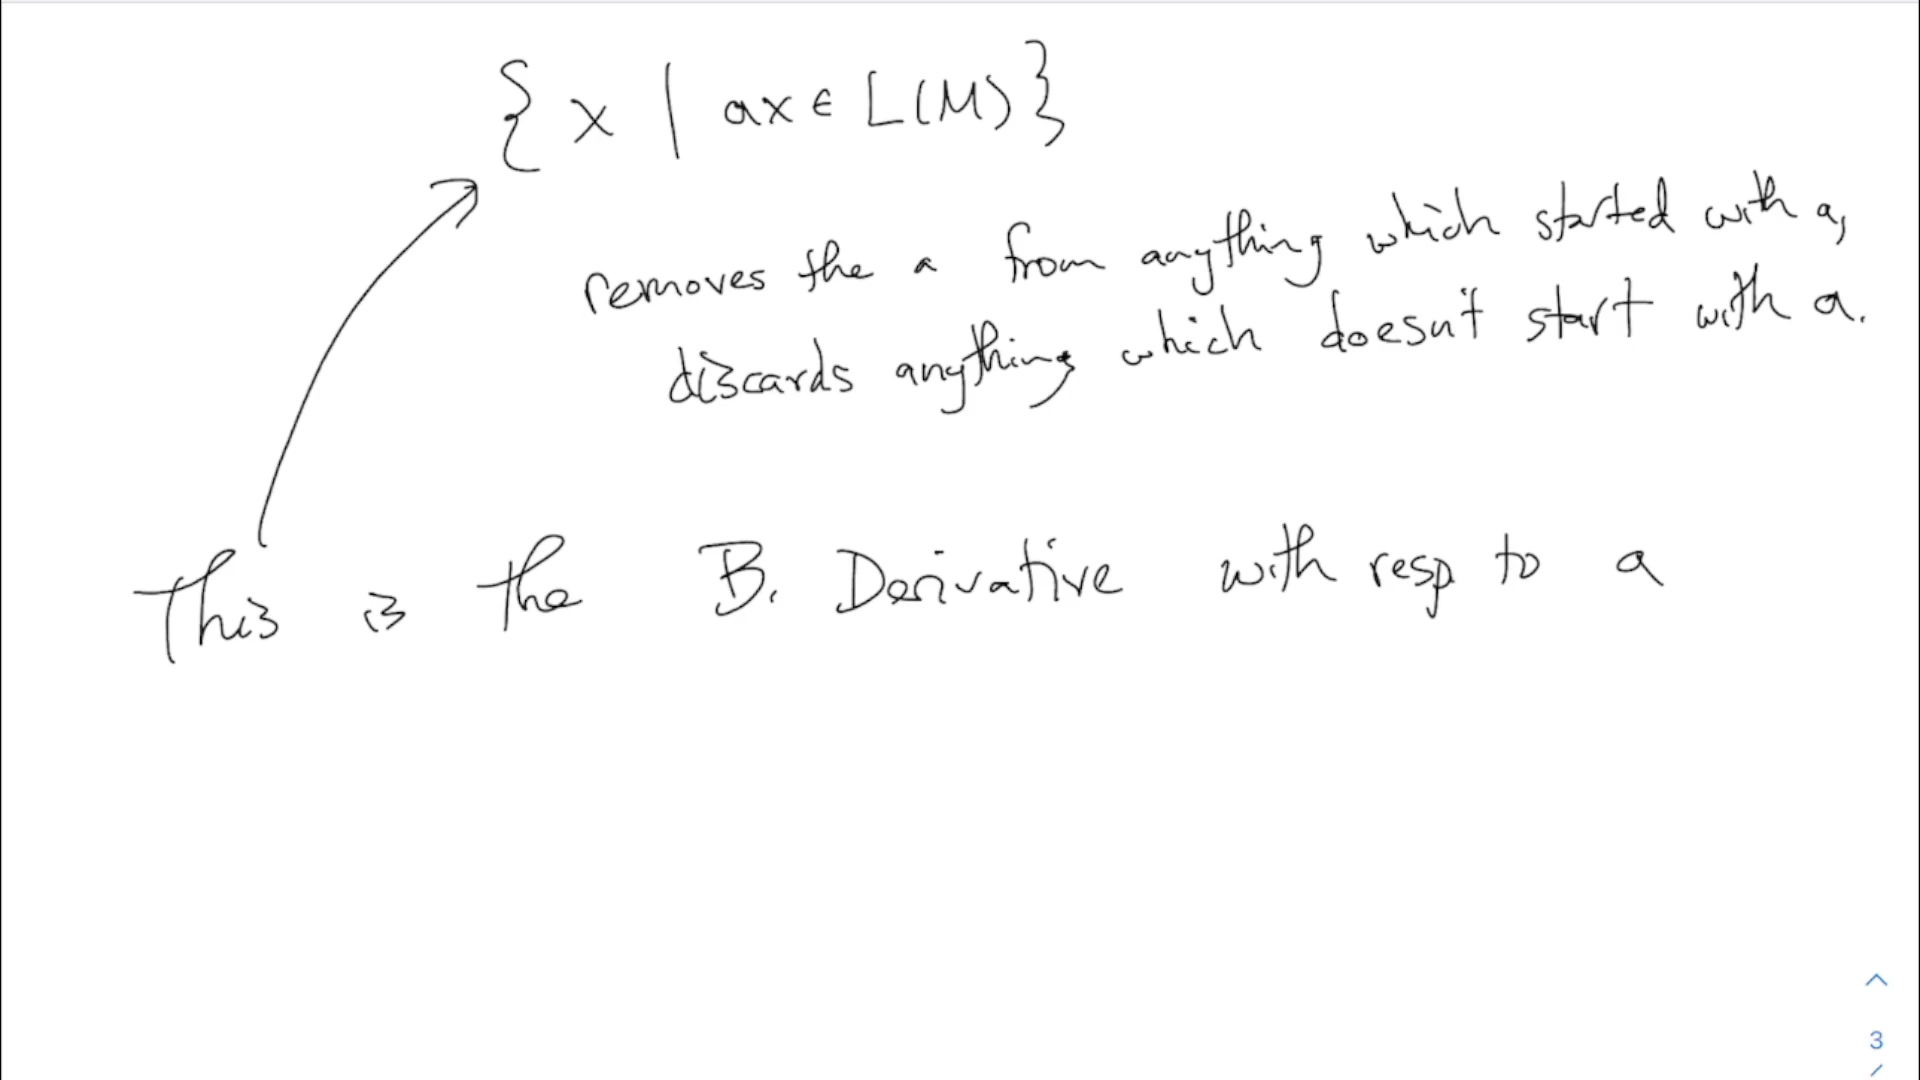 { x | ax ∈ L(M) }
removes the a from anything which started with a,
discards anything which doesn't start with a.
This is the B. Derivative with resp to a
3